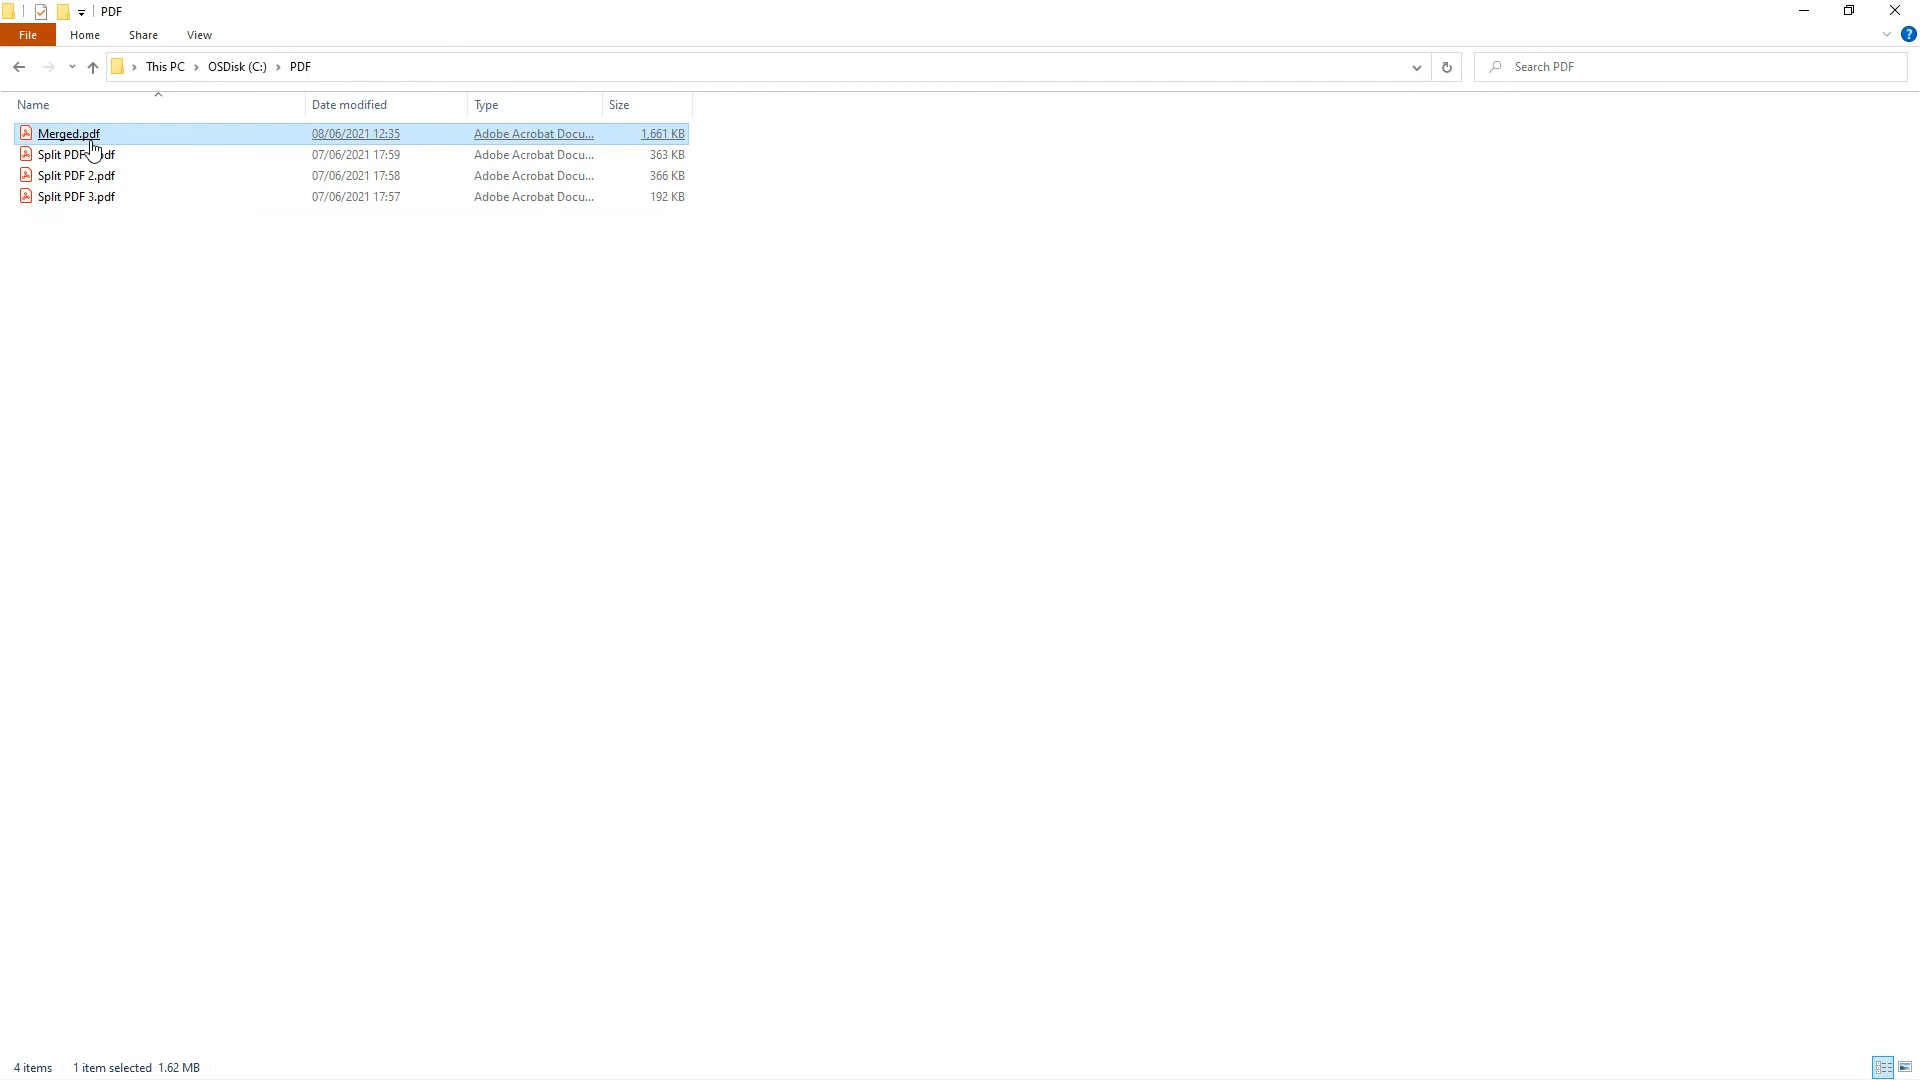 PDF
File Home Share View
This PC OSDisk (C:) PDF
Search PDF
Name Date modified Type Size
Merged.pdf 08/06/2021 12:35 Adobe Acrobat Docu... 1,661 KB
Split PDF df 07/06/2021 17:59 Adobe Acrobat Docu... 363 KB
Split PDF 2.pdf 07/06/2021 17:58 Adobe Acrobat Docu... 366 KB
Split PDF 3.pdf 07/06/2021 17:57 Adobe Acrobat Docu... 192 KB
4 items 1 item selected 1.62 MB